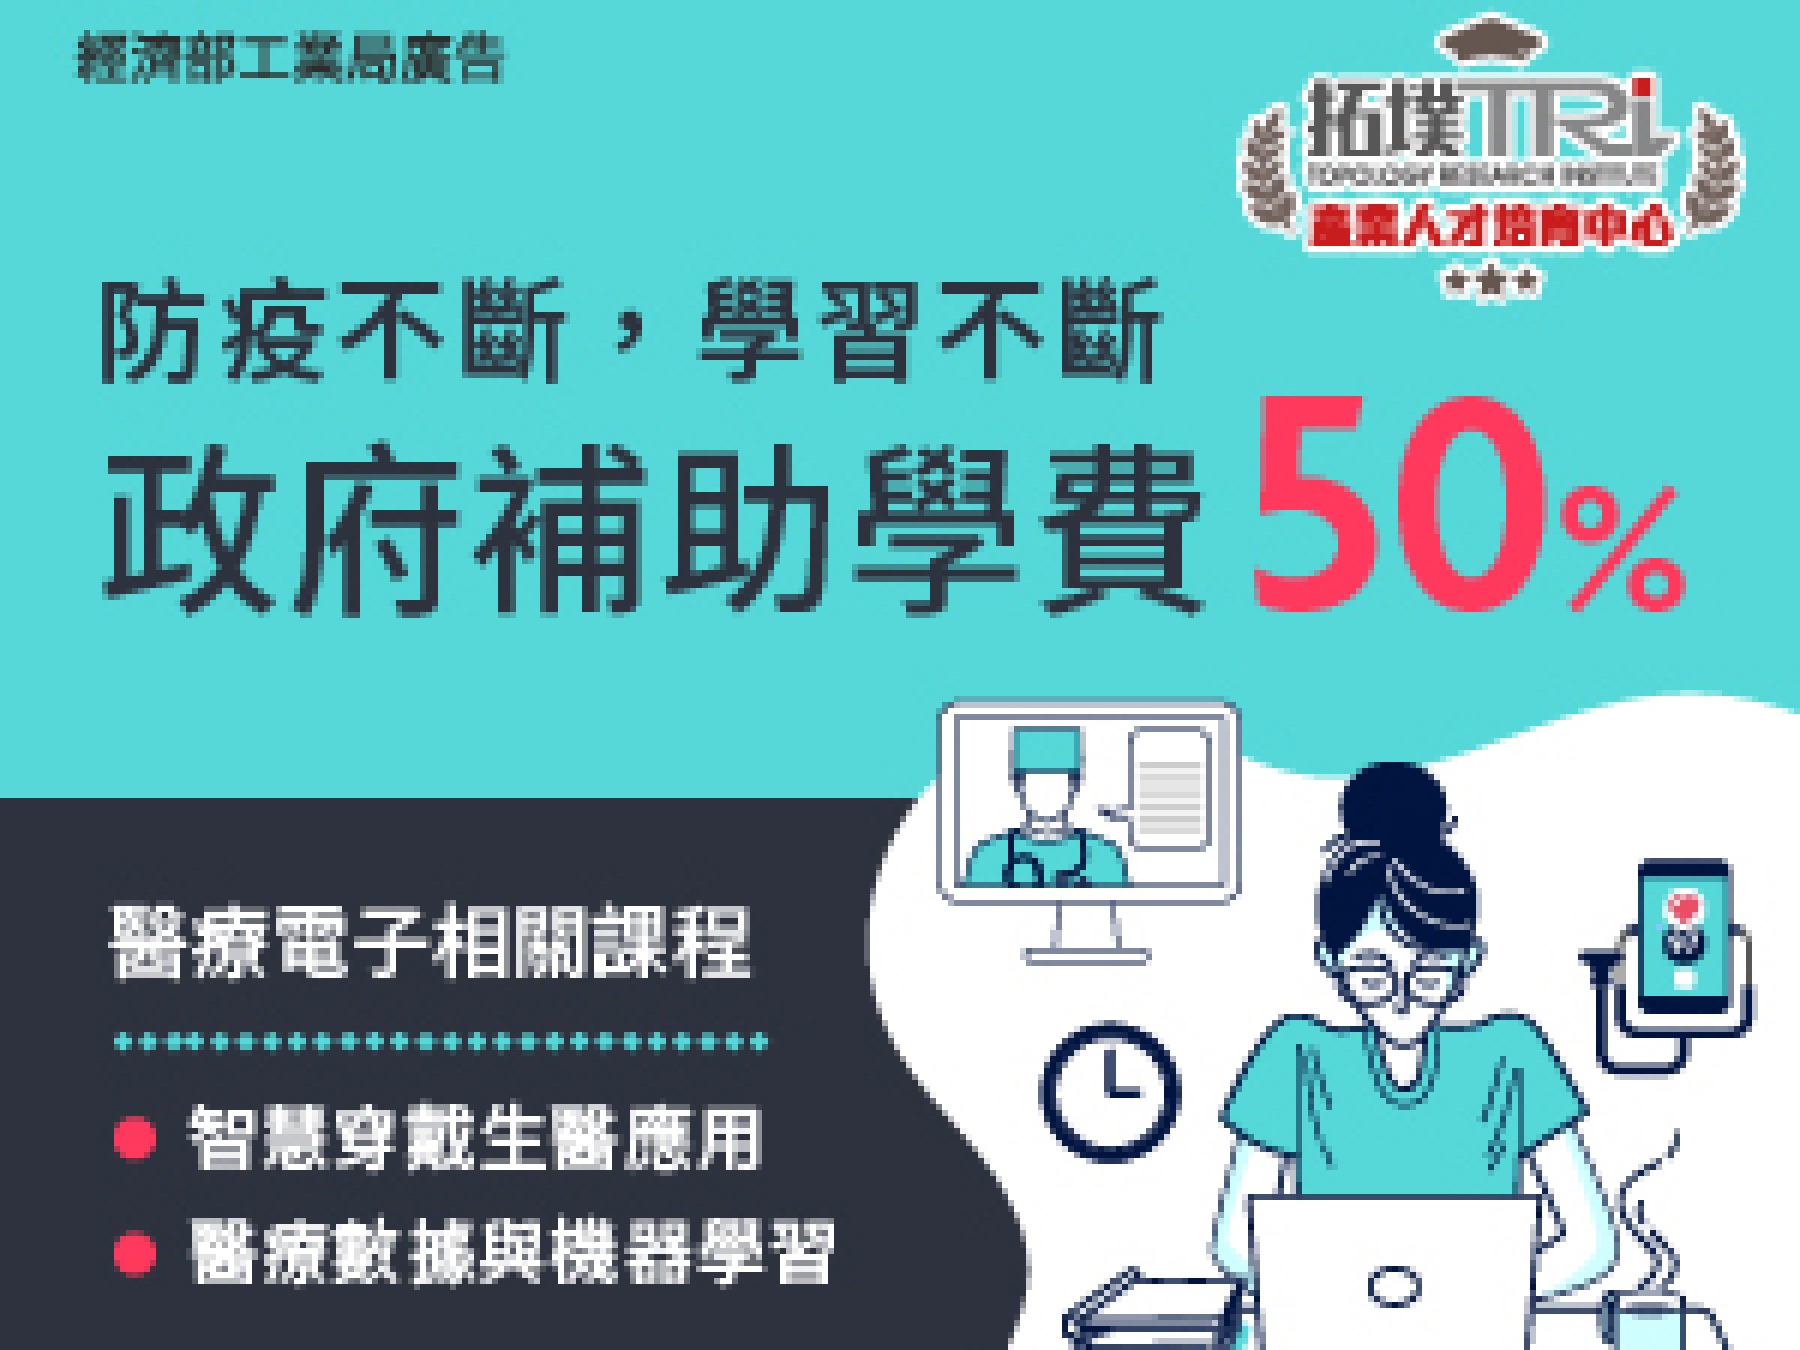 經濟部工業局廣告
拓墣TRi
TOPOLOGY RESEARCH INSTITUTE
產業人才培育中心
防疫不斷，學習不斷
政府補助學費50%
醫療電子相關課程
智慧穿戴生醫應用
醫療數據與機器學習